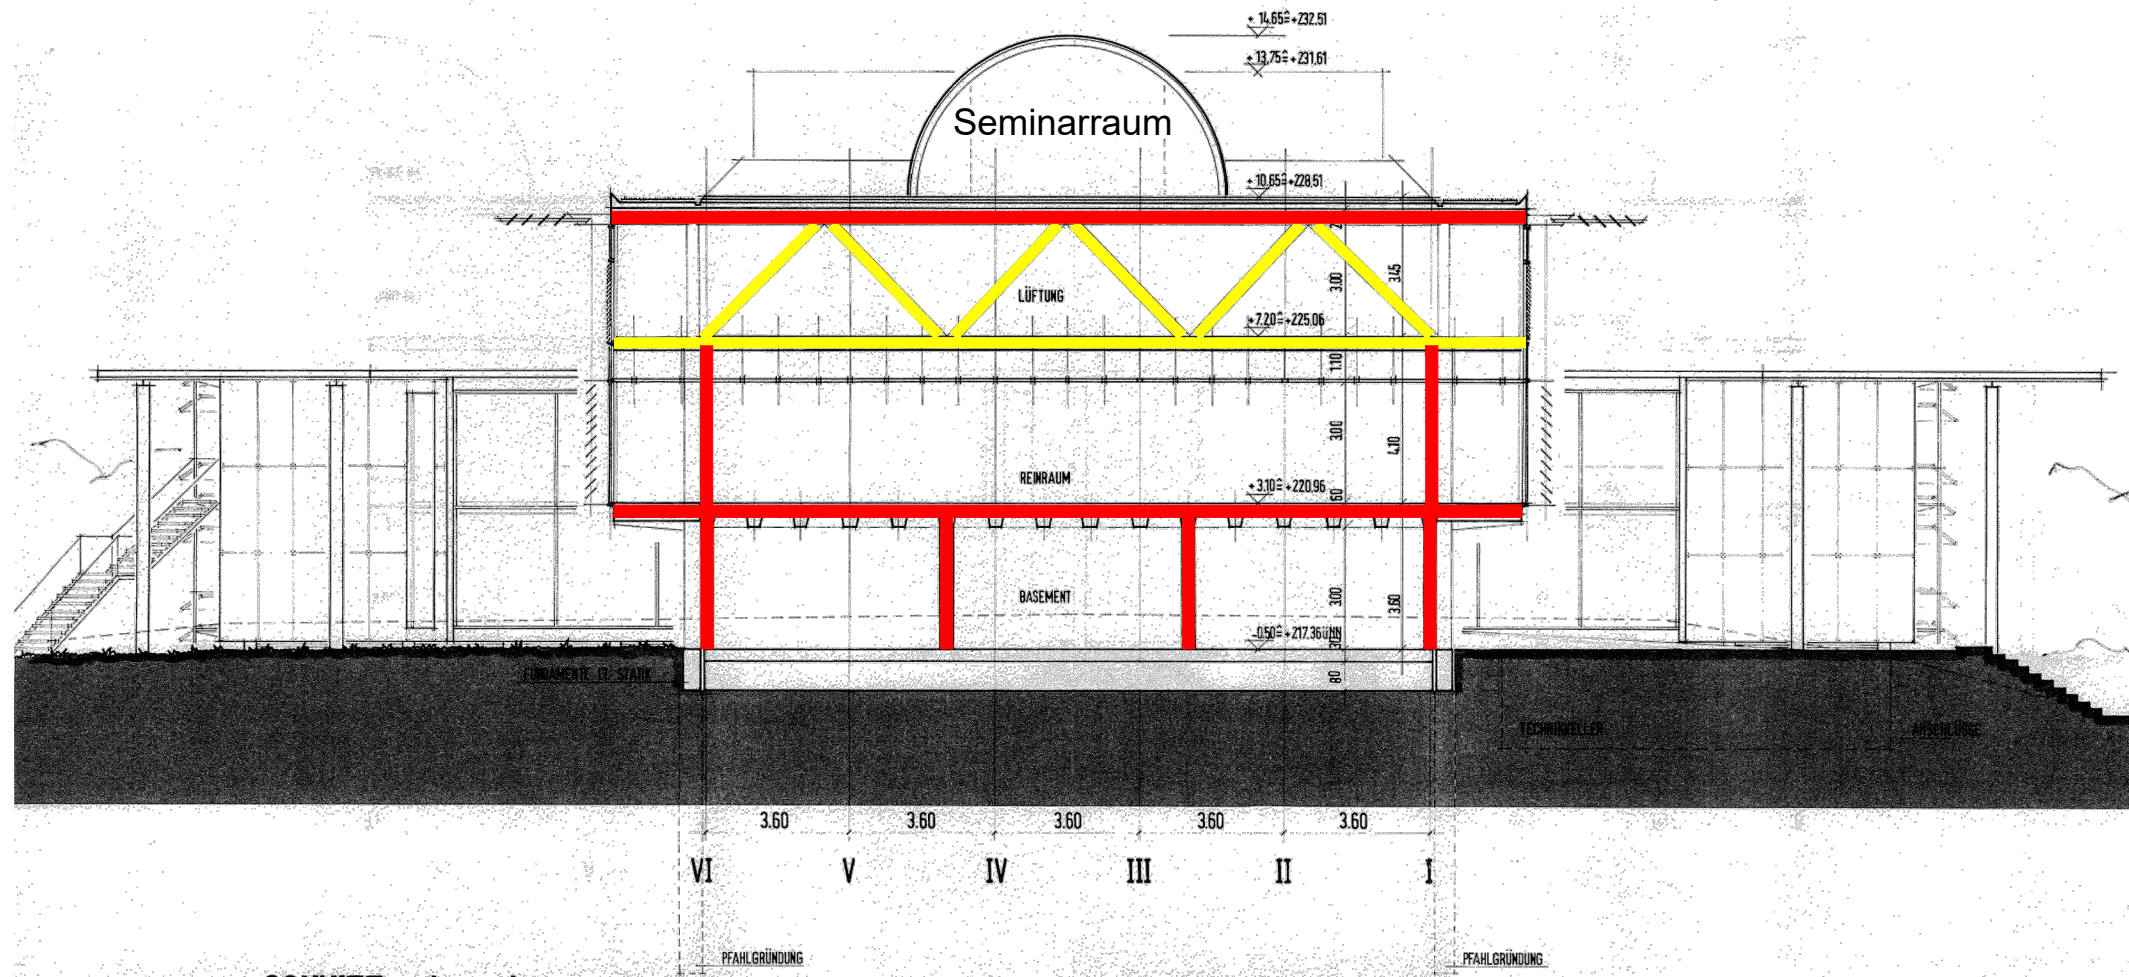 + 14.65≙+232.51
+ 13.75≙+231.61
Seminarraum
+ 10.65≙+228.51
2
LÜFTUNG
3.00
3.45
+7.20≙+225.06
1.10
3.00
4.10
REINRAUM
+ 3.10≙+220.96
60
BASEMENT
3.00
3.60
-0.50≙+217.36üNN
30
FUNDAMENTE LT. STATIK
80
TECHNIKKELLER
ANSCHLÜSSE
3.60 3.60 3.60 3.60 3.60
VI V IV III II I
PFAHLGRÜNDUNG PFAHLGRÜNDUNG